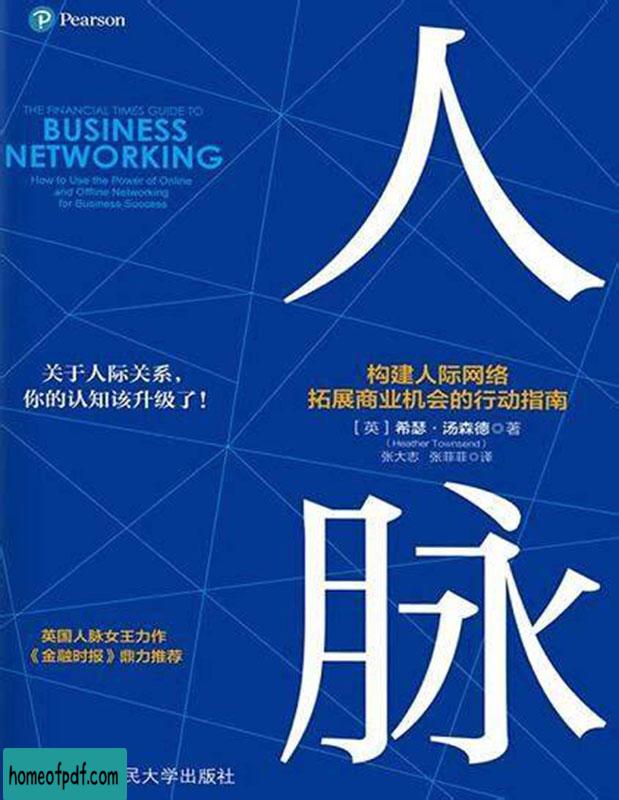 Pearson
THE FINANCIAL TIMES GUIDE TO
BUSINESS
NETWORKING
How to Use the Power of Online
and Offline Networking
for Business Success
人
关于人际关系，
你的认知该升级了！
构建人际网络
拓展商业机会的行动指南
［英］希瑟·汤森德◎著
(Heather Townsend)
张大志 张菲菲◎译
脉
英国人脉女王力作
《金融时报》鼎力推荐
民大学出版社
homeofpdf.com